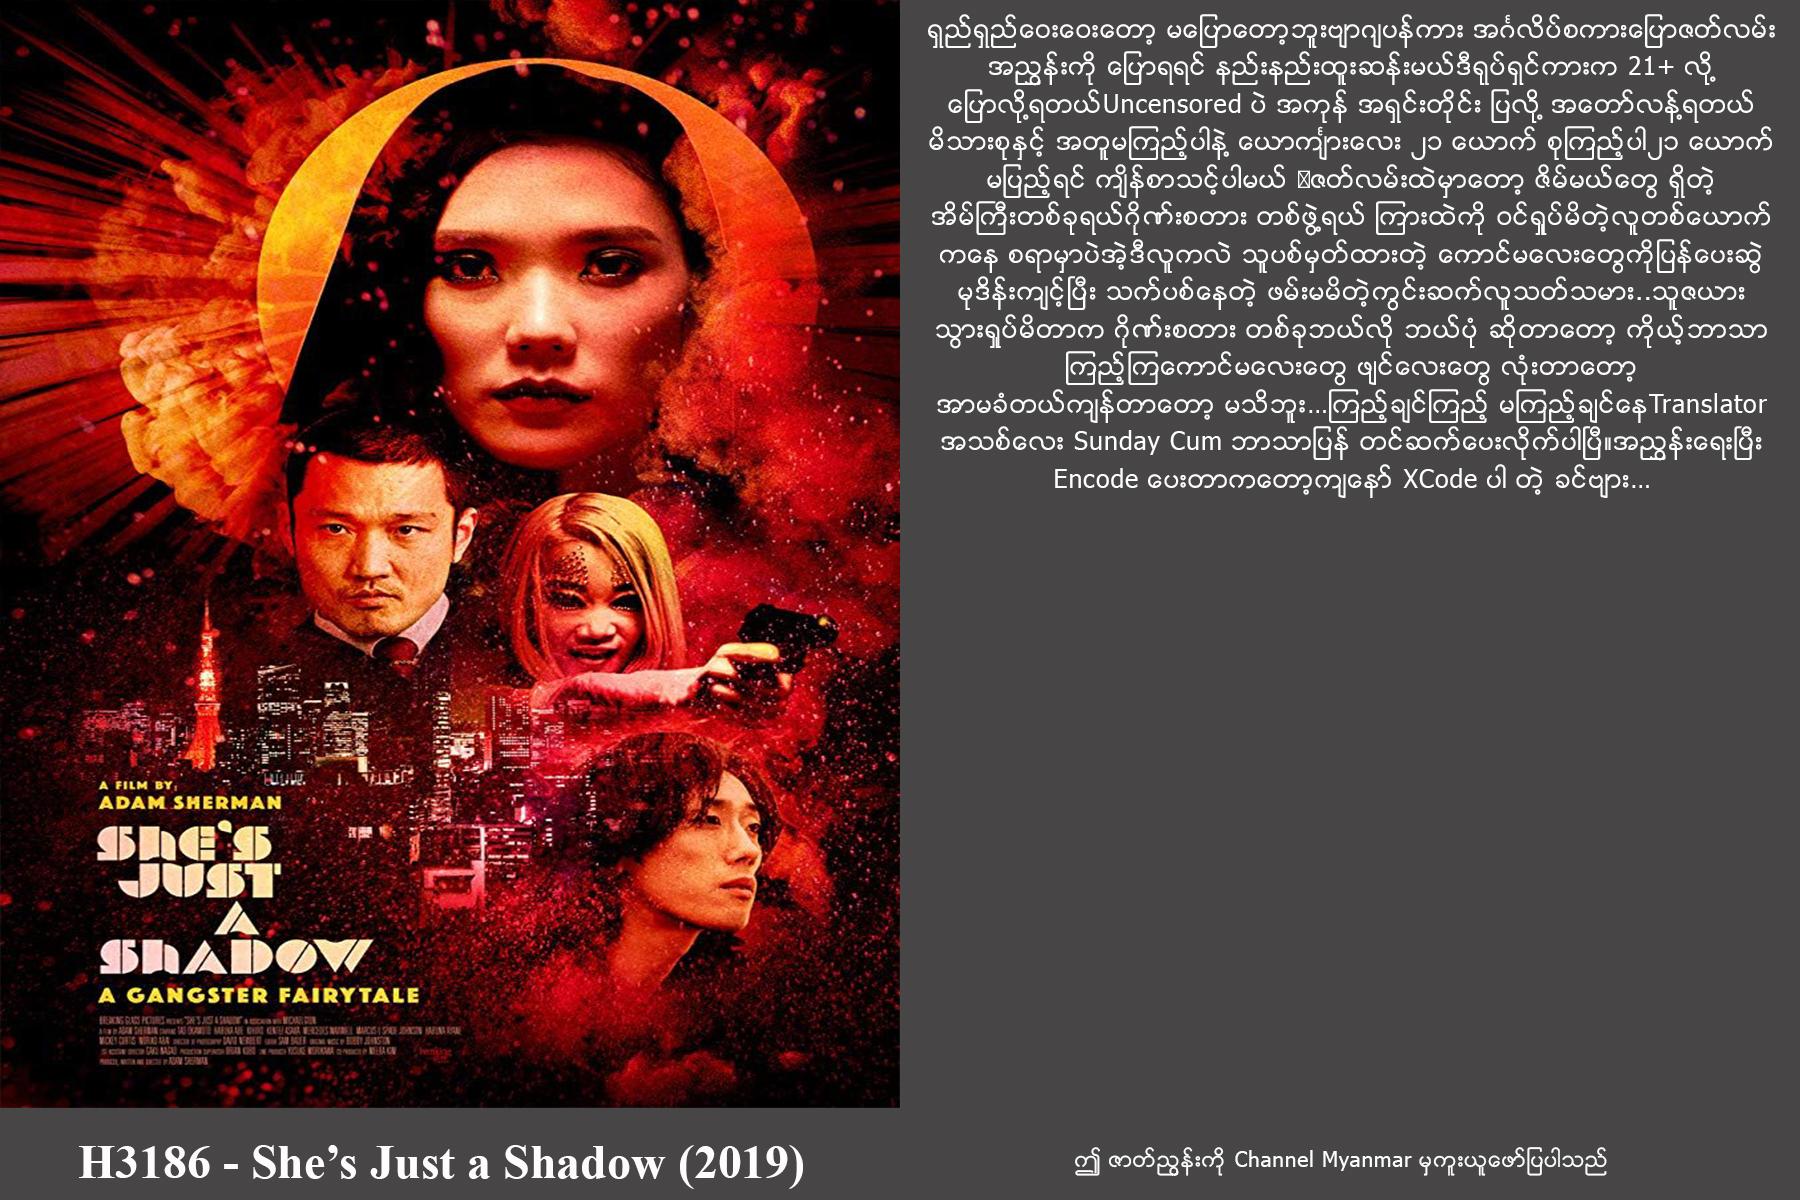 ရှည်ရှည်ဝေးဝေးတော့ မပြောတော့ဘူးဗျာဂျပန်ကား အင်္ဂလိပ်စကားပြောဇတ်လမ်း
အညွှန်းကို ပြောရရင် နည်းနည်းထူးဆန်းမယ်ဒီရုပ်ရှင်ကားက 21+ လို့
ပြောလို့ရတယ်Uncensored ပဲ အကုန် အရှင်းတိုင်း ပြလို့ အတော်လန့်ရတယ်
မိသားစုနှင့် အတူမကြည့်ပါနဲ့ ယောကျ်ားလေး ၂၁ ယောက် စုကြည့်ပါ၂၁ ယောက်
မပြည့်ရင် ကျိန်စာသင့်ပါမယ် ဇတ်လမ်းထဲမှာတော့ ဇိမ်မယ်တွေ ရှိတဲ့
အိမ်ကြီးတစ်ခုရယ်ဂိုဏ်းစတား တစ်ဖွဲ့ရယ် ကြားထဲကို ဝင်ရှုပ်မိတဲ့လူတစ်ယောက်
ကနေ စရာမှာပဲအဲ့ဒီလူကလဲ သူပစ်မှတ်ထားတဲ့ ကောင်မလေးတွေကိုပြန်ပေးဆွဲ
မုဒိန်းကျင့်ပြီး သက်ပစ်နေတဲ့ ဖမ်းမမိတဲ့ကွင်းဆက်လူသတ်သမား..သူဇယား
သွားရှုပ်မိတာက ဂိုဏ်းစတား တစ်ခုဘယ်လို ဘယ်ပုံ ဆိုတာတော့ ကိုယ့်ဘာသာ
ကြည့်ကြကောင်မလေးတွေ ဖျင်လေးတွေ လုံးတာတော့
အာမခံတယ်ကျန်တာတော့ မသိဘူး...ကြည့်ချင်ကြည့် မကြည့်ချင်နေTranslator
အသစ်လေး Sunday Cum ဘာသာပြန် တင်ဆက်ပေးလိုက်ပါပြီ။အညွှန်းရေးပြီး
Encode ပေးတာကတော့ကျနော် XCode ပါ တဲ့ ခင်ဗျား...
A FILM BY:
ADAM SHERMAN
SHE'S
JUST
A
SHADOW
A GANGSTER FAIRYTALE
H3186 - She's Just a Shadow (2019)
ဤ ဇာတ်ညွှန်းကို Channel Myanmar မှကူးယူဖော်ပြပါသည်